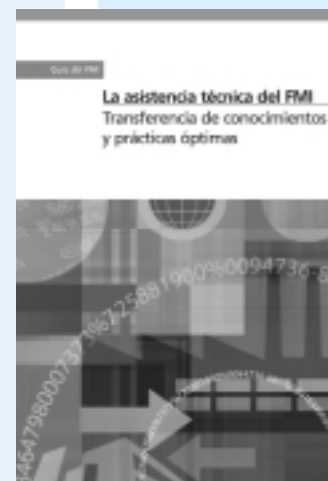 Guía del FMI
La asistencia técnica del FMI
Transferencia de conocimientos
y prácticas óptimas